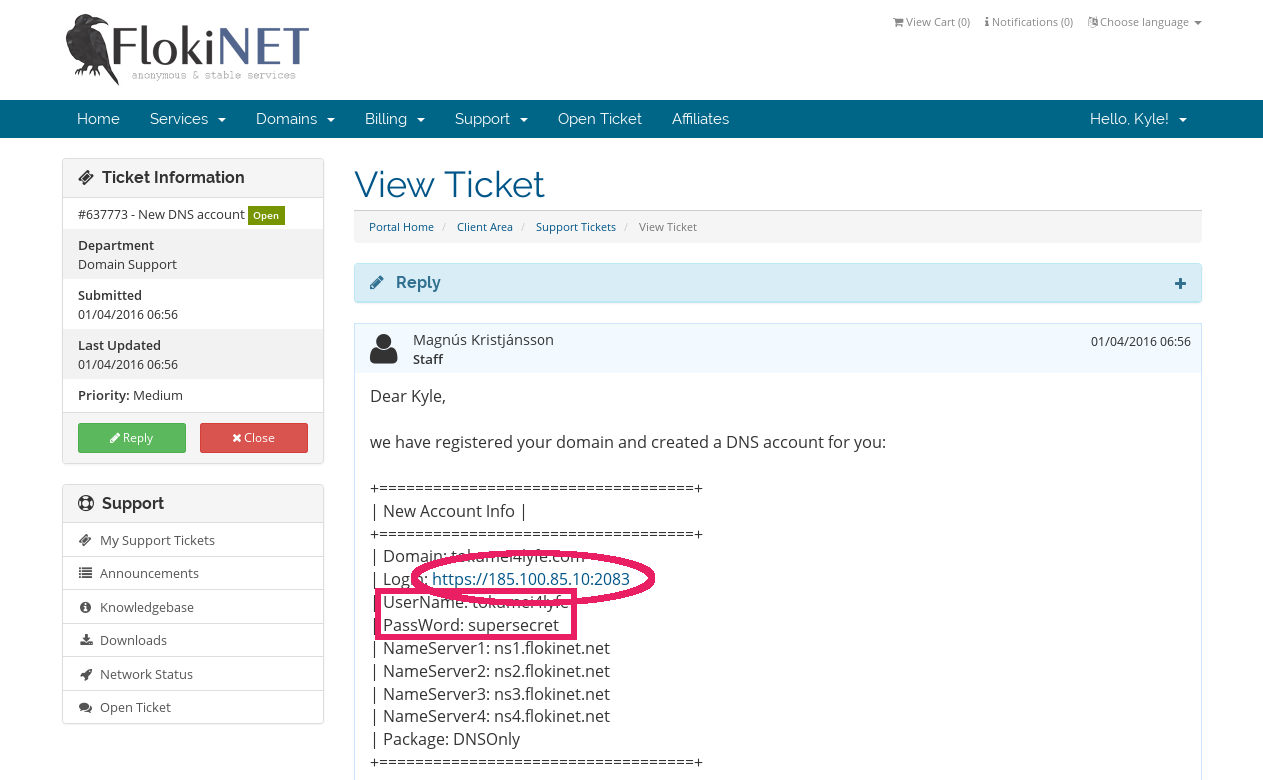 FlokiNET
anonymous & stable services
View Cart (0) Notifications (0) Choose language
Home Services Domains Billing Support Open Ticket Affiliates Hello, Kyle!
Ticket Information
#637773 - New DNS account Open
Department
Domain Support
Submitted
01/04/2016 06:56
Last Updated
01/04/2016 06:56
Priority: Medium
Reply Close
Support
My Support Tickets
Announcements
Knowledgebase
Downloads
Network Status
Open Ticket
View Ticket
Portal Home / Client Area / Support Tickets / View Ticket
Reply
Magnús Kristjánsson 01/04/2016 06:56
Staff
Dear Kyle,
we have registered your domain and created a DNS account for you:
+===================================+
| New Account Info |
+===================================+
| Domain: tokumei4lyfe.com
| Login: https://185.100.85.10:2083
| UserName: tokumei4lyfe
| PassWord: supersecret
| NameServer1: ns1.flokinet.net
| NameServer2: ns2.flokinet.net
| NameServer3: ns3.flokinet.net
| NameServer4: ns4.flokinet.net
| Package: DNSOnly
+===================================+